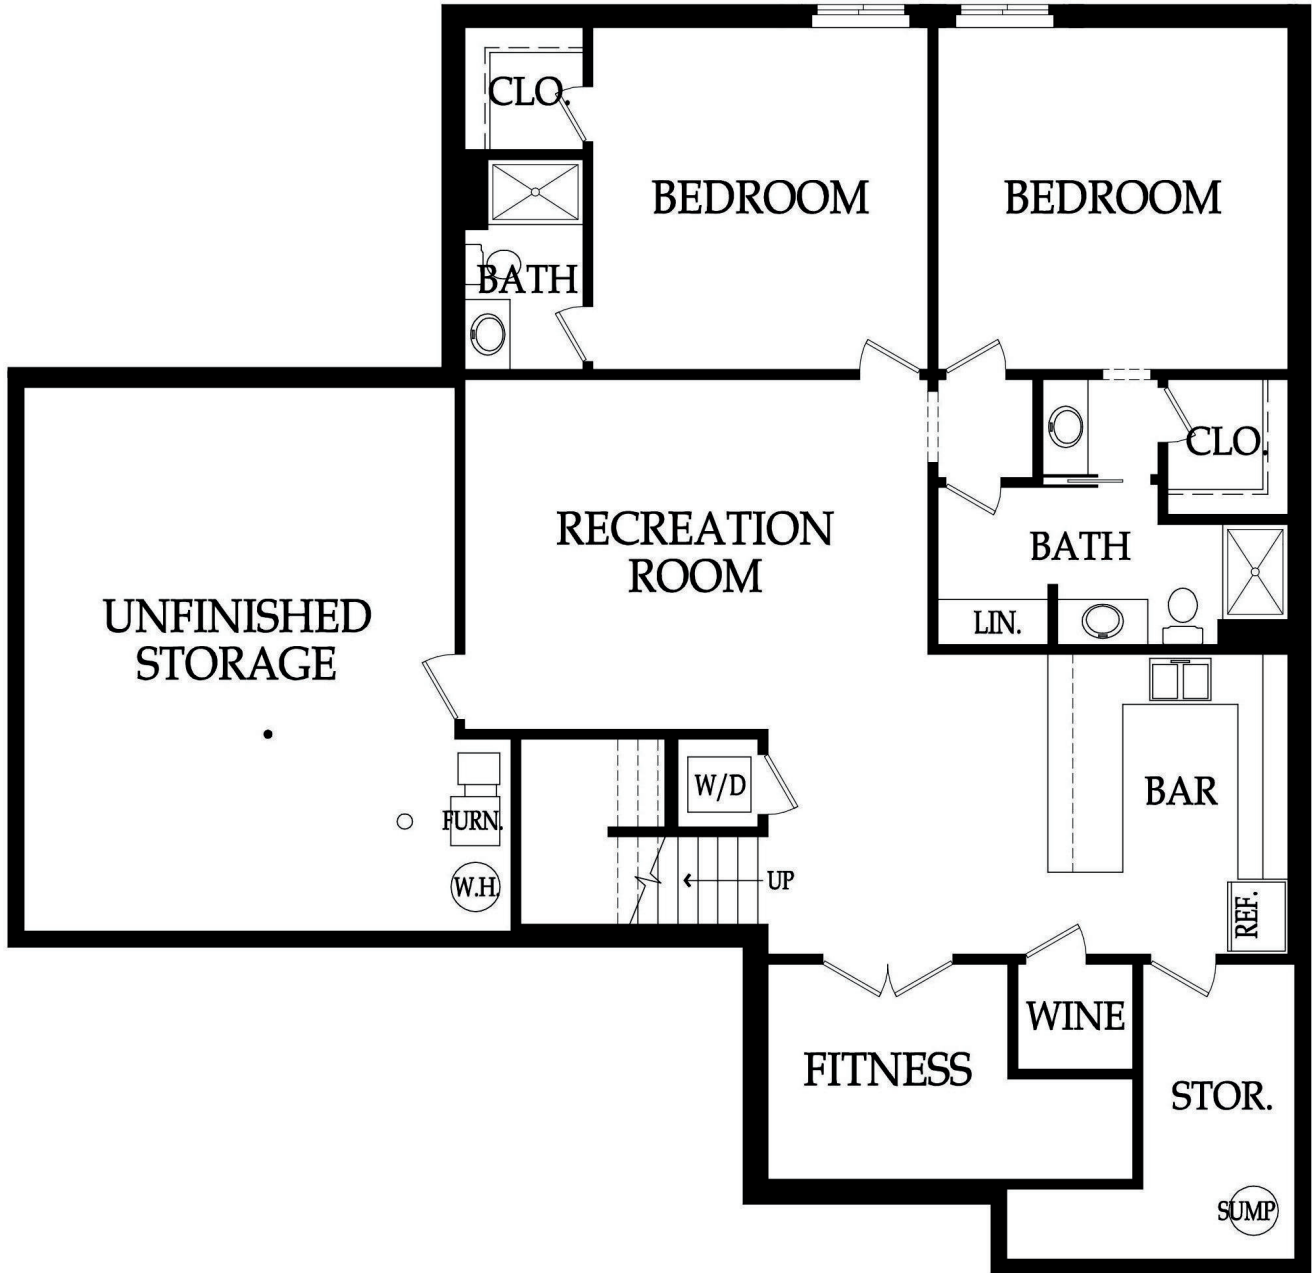 CLO.
BEDROOM
BEDROOM
BATH
CLO.
RECREATION
ROOM
BATH
UNFINISHED
STORAGE
LIN.
W/D
BAR
FURN.
UP
W.H.
REF.
WINE
FITNESS
STOR.
SUMP